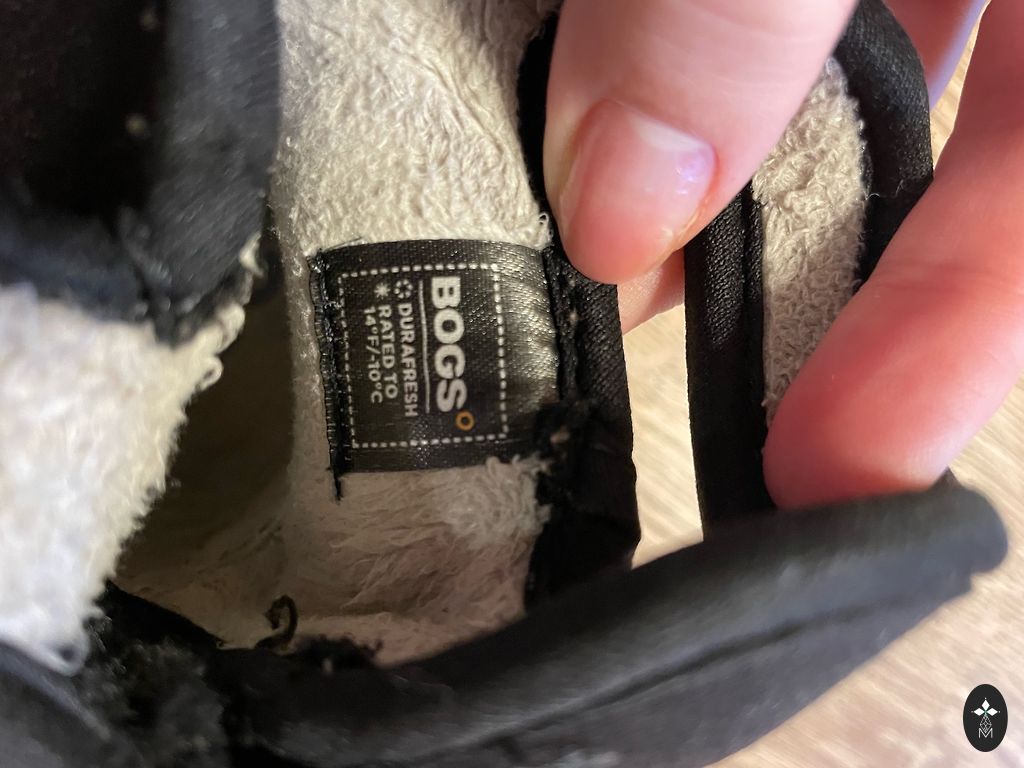 BOGS
DURAFRESH
RATED TO
14°F/10°C
M